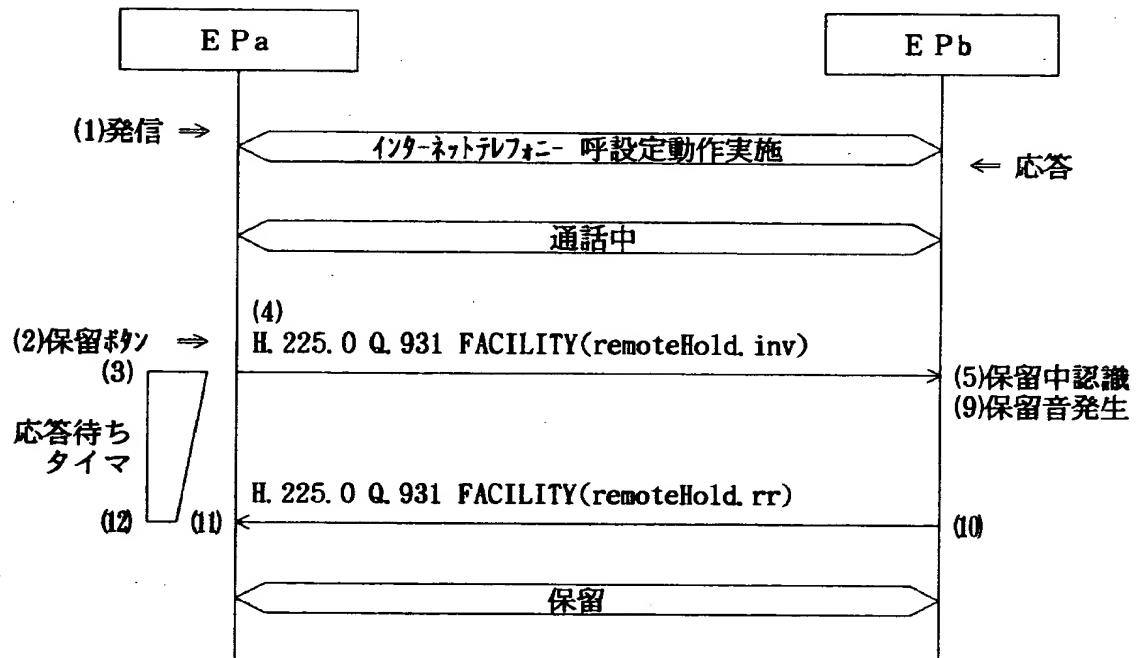 EPa
EPb
(1)発信 ⇒
インターネットテレフォニー 呼設定動作実施
⇐ 応答
通話中
(4)
(2)保留ボタン ⇒
H.225.0 Q.931 FACILITY(remoteHold.inv)
(3)
(5)保留中認識
(9)保留音発生
応答待ち
タイマ
H.225.0 Q.931 FACILITY(remoteHold.rr)
(12)
(11)
(10)
保留